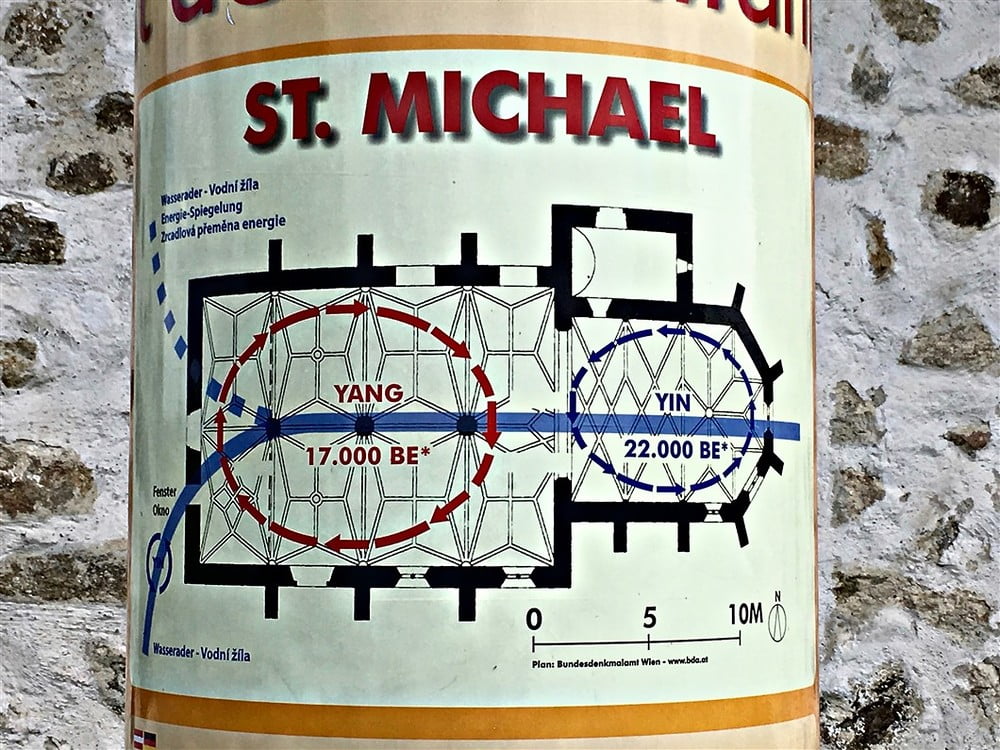 ST. MICHAEL
Wasserader - Vodní žíla
Energie-Spiegelung
Zrcadlová přeměna energie
YANG
17.000 BE*
YIN
22.000 BE*
Fenster
Okno
Wasserader - Vodní žíla
0 5 10M
N
Plan: Bundesdenkmalamt Wien - www.bda.at